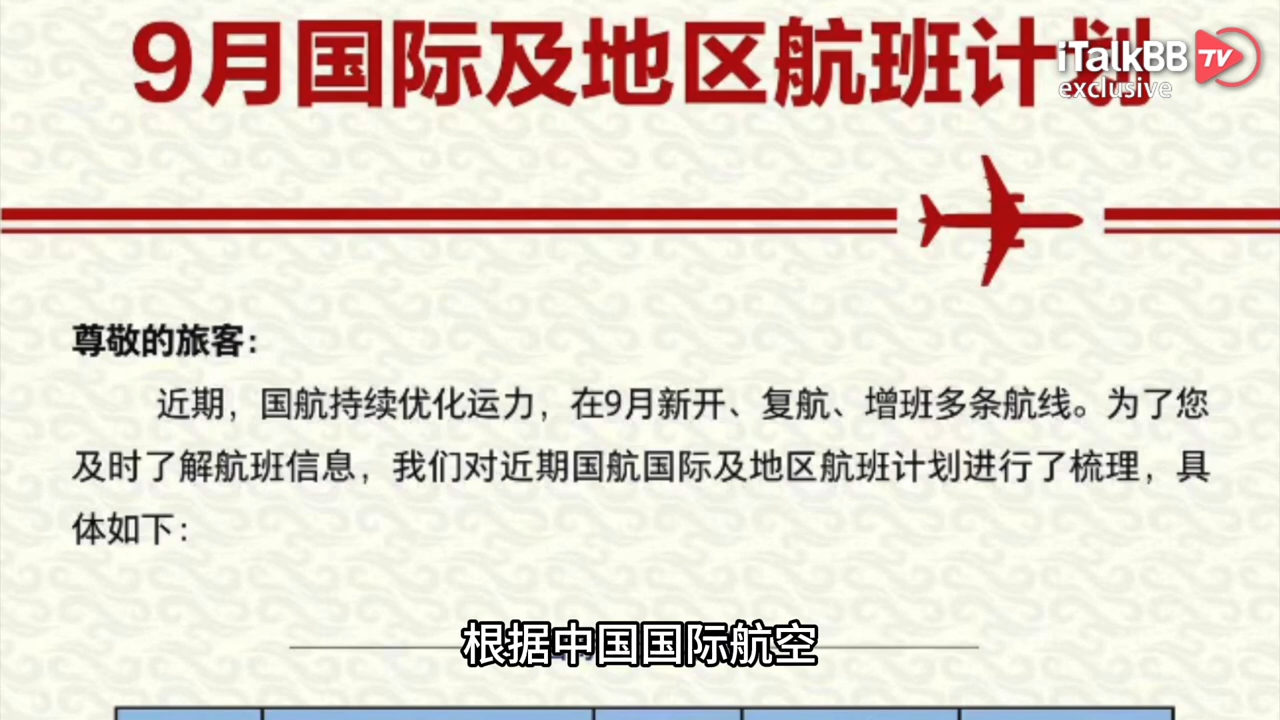 9月国际及地区航班计划
iTalkBB TV
exclusive
尊敬的旅客：
近期，国航持续优化运力，在9月新开、复航、增班多条航线。为了您
及时了解航班信息，我们对近期国航国际及地区航班计划进行了梳理，具
体如下：
根据中国国际航空